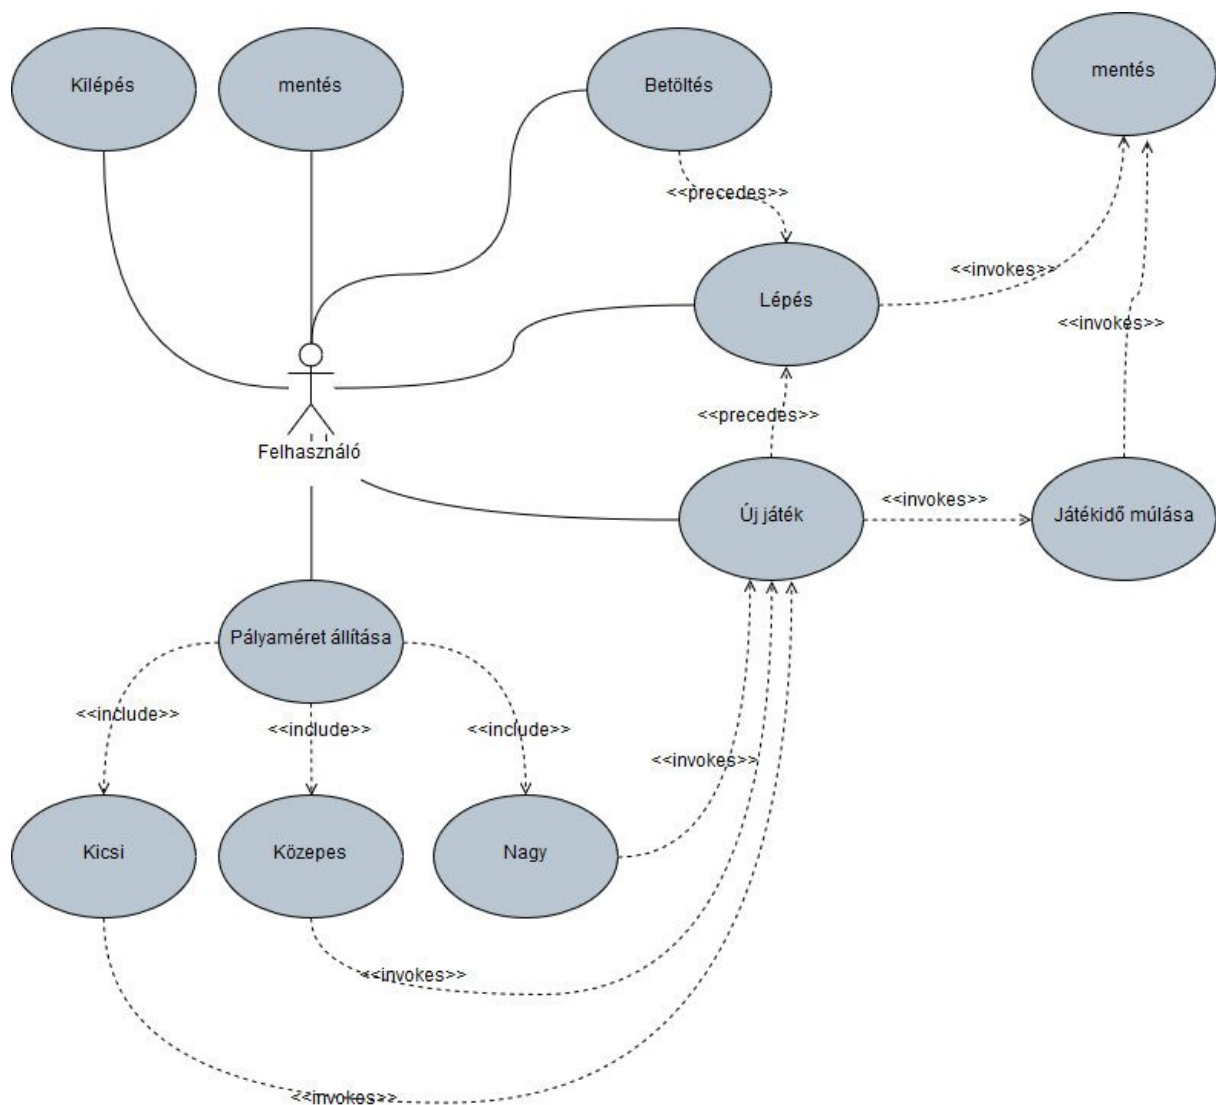 mentés
Kilépés
mentés
Betöltés
<<precedes>>
<<invokes>>
Lépés
<<invokes>>
<<precedes>>
Felhasználó
<<invokes>>
Új játék
Játékidő múlása
Pályaméret állítása
<<include>>
<<include>>
<<include>>
<<invokes>>
Kicsi
Közepes
Nagy
<<invokes>>
<<invokes>>